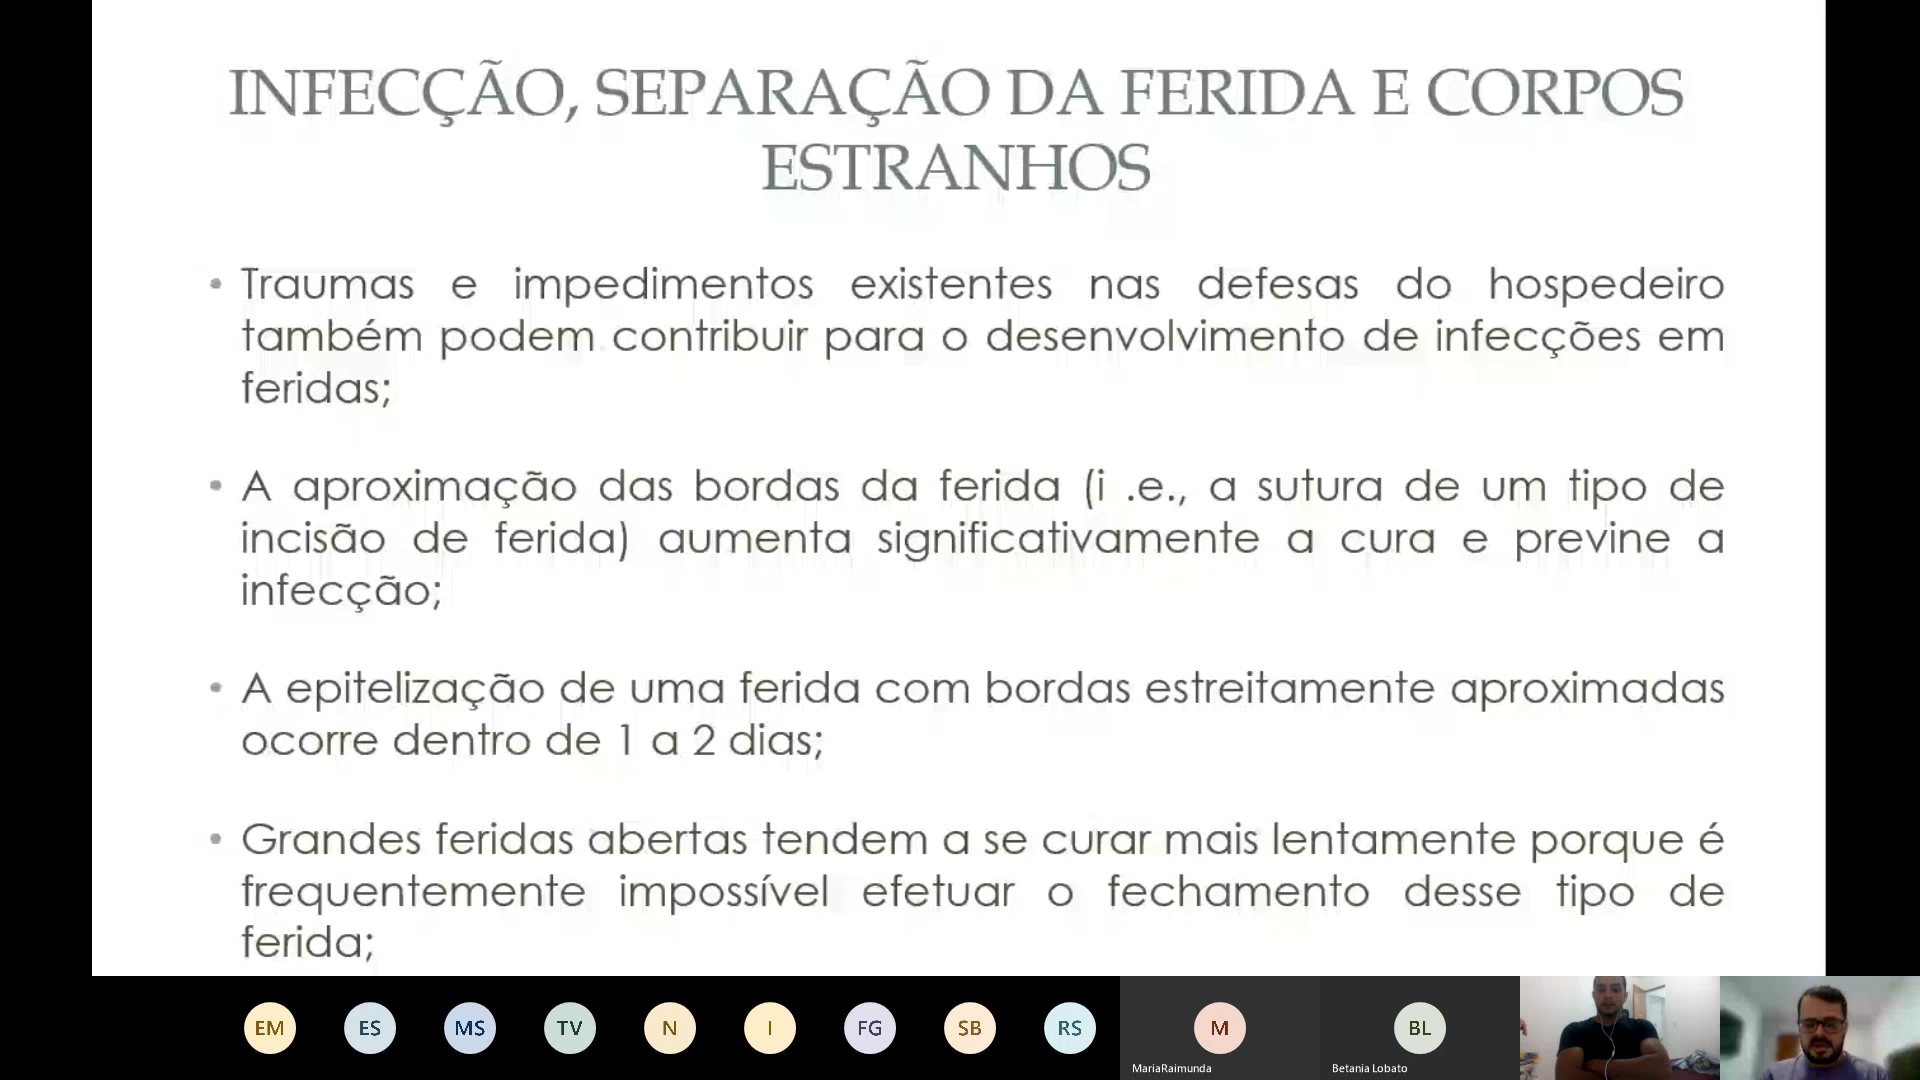 INFECÇÃO, SEPARAÇÃO DA FERIDA E CORPOS
ESTRANHOS
• Traumas e impedimentos existentes nas defesas do hospedeiro
também podem contribuir para o desenvolvimento de infecções em
feridas;
• A aproximação das bordas da ferida (i .e., a sutura de um tipo de
incisão de ferida) aumenta significativamente a cura e previne a
infecção;
• A epitelização de uma ferida com bordas estreitamente aproximadas
ocorre dentro de 1 a 2 dias;
• Grandes feridas abertas tendem a se curar mais lentamente porque é
frequentemente impossível efetuar o fechamento desse tipo de
ferida;
EM ES MS TV N I FG SB RS M BL
MariaRaimunda Betania Lobato